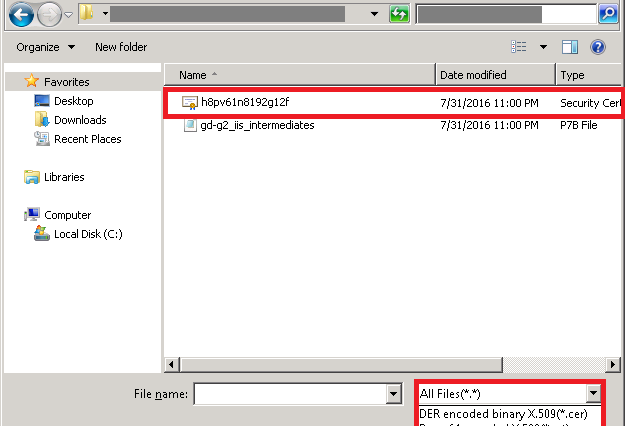 Organize New folder
Name Date modified Type
Favorites
Desktop
Downloads
Recent Places
Libraries
Computer
Local Disk (C:)
h8pv61n8192g12f 7/31/2016 11:00 PM Security Cert
gd-g2_iis_intermediates 7/31/2016 11:00 PM P7B File
File name:
All Files(*.*)
DER encoded binary X.509(*.cer)